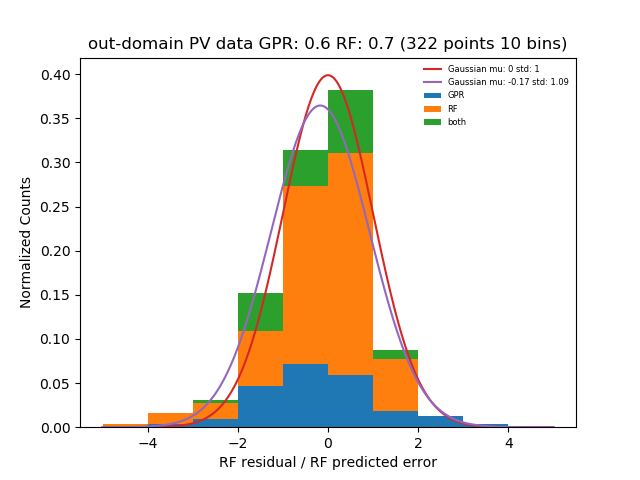 out-domain PV data GPR: 0.6 RF: 0.7 (322 points 10 bins)
Gaussian mu: 0 std: 1
Gaussian mu: -0.17 std: 1.09
GPR
RF
both
Normalized Counts
0.40
0.35
0.30
0.25
0.20
0.15
0.10
0.05
0.00
−4 −2 0 2 4
RF residual / RF predicted error